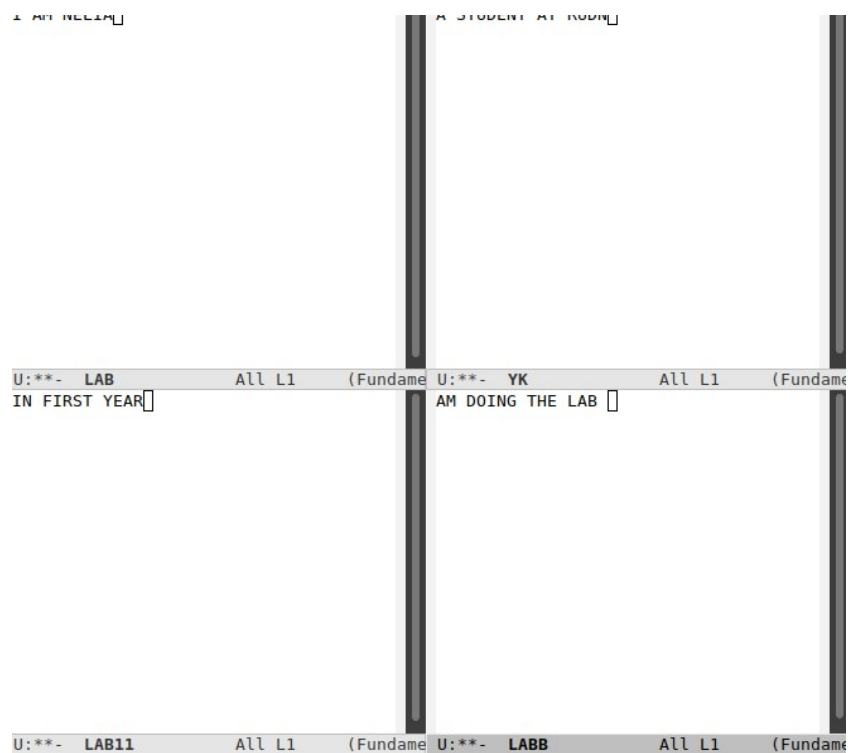 I AM NELIA
A STUDENT AT RUDN
U:**-  LAB  All L1  (Fundame
U:**-  YK  All L1  (Fundame
IN FIRST YEAR
AM DOING THE LAB
U:**-  LAB11  All L1  (Fundame
U:**-  LABB  All L1  (Fundame